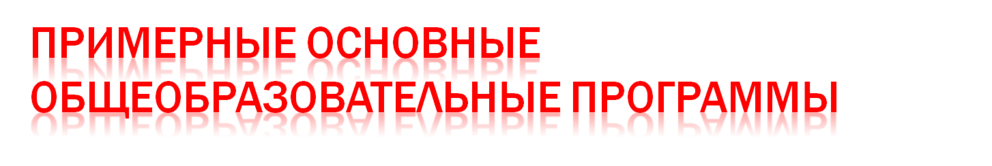 ПРИМЕРНЫЕ ОСНОВНЫЕ
ОБЩЕОБРАЗОВАТЕЛЬНЫЕ ПРОГРАММЫ